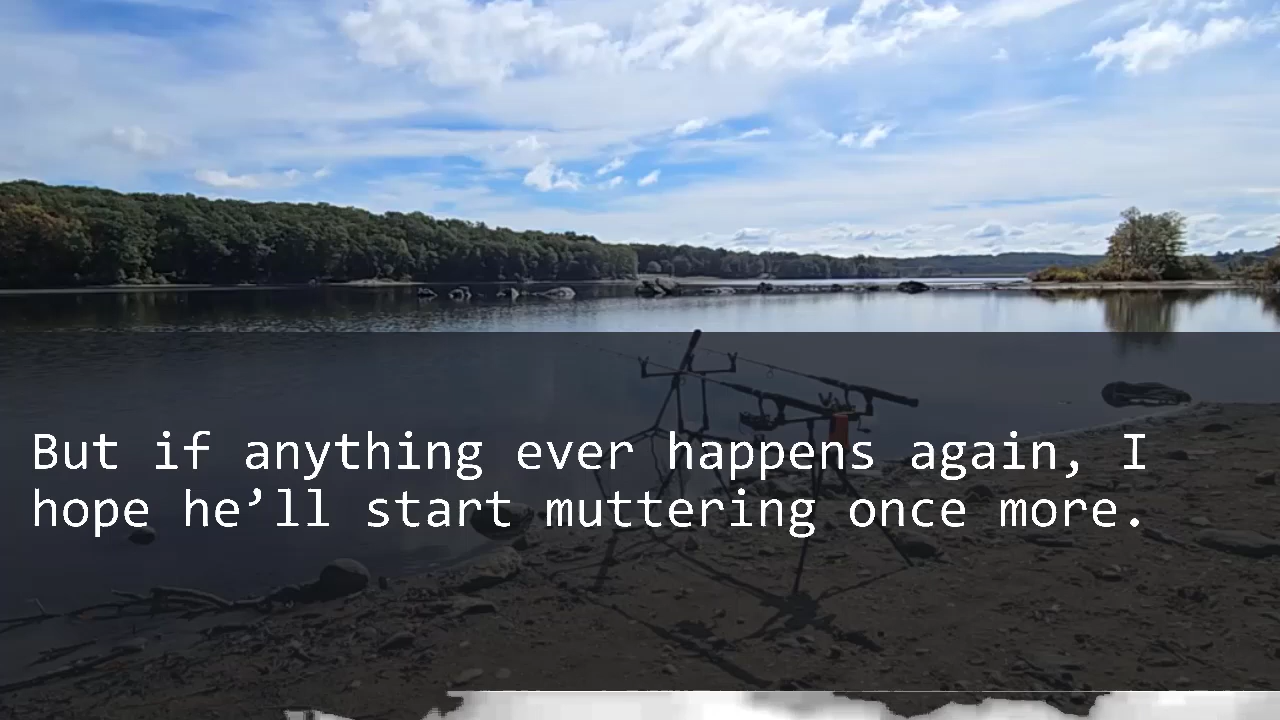 But if anything ever happens again, I
hope he’ll start muttering once more.